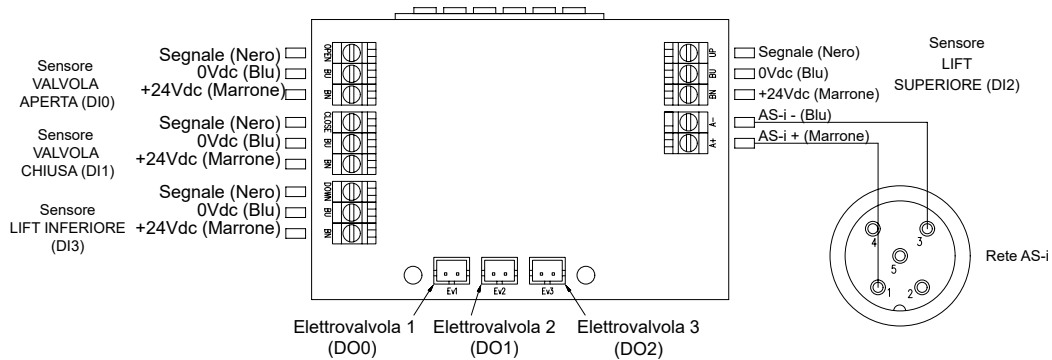 Sensore
VALVOLA
APERTA (DI0)
Segnale (Nero)
0Vdc (Blu)
+24Vdc (Marrone)
OPEN
BU
BN
Sensore
VALVOLA
CHIUSA (DI1)
Segnale (Nero)
0Vdc (Blu)
+24Vdc (Marrone)
CLOSE
BU
BN
Sensore
LIFT INFERIORE
(DI3)
Segnale (Nero)
0Vdc (Blu)
+24Vdc (Marrone)
DOWN
BU
BN
UP
BU
BN
Segnale (Nero)
0Vdc (Blu)
+24Vdc (Marrone)
Sensore
LIFT
SUPERIORE (DI2)
A-
A+
AS-i - (Blu)
AS-i + (Marrone)
4
3
5
1
2
Rete AS-i
Ev1
Ev2
Ev3
Elettrovalvola 1
(DO0)
Elettrovalvola 2
(DO1)
Elettrovalvola 3
(DO2)